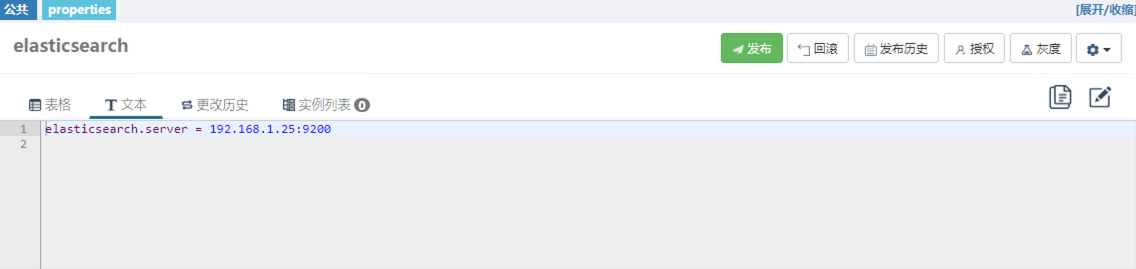 公共 properties [展开/收缩]
elasticsearch 发布 回滚 发布历史 授权 灰度
表格 文本 更改历史 实例列表 0
1 elasticsearch.server = 192.168.1.25:9200
2